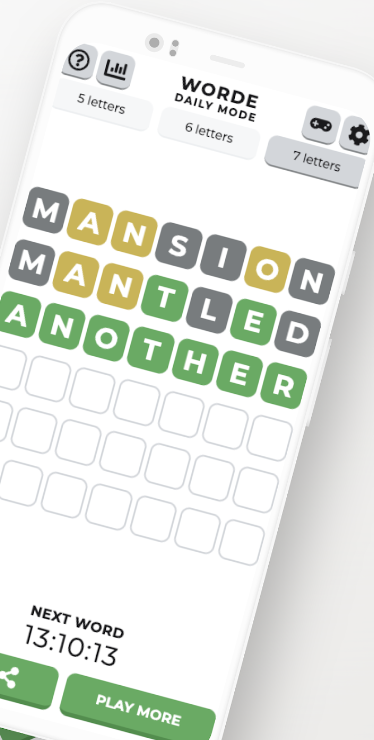 ?
WORDE
DAILY MODE
5 letters
6 letters
7 letters
MANSION
MANTLED
ANOTHER
NEXT WORD
13:10:13
PLAY MORE